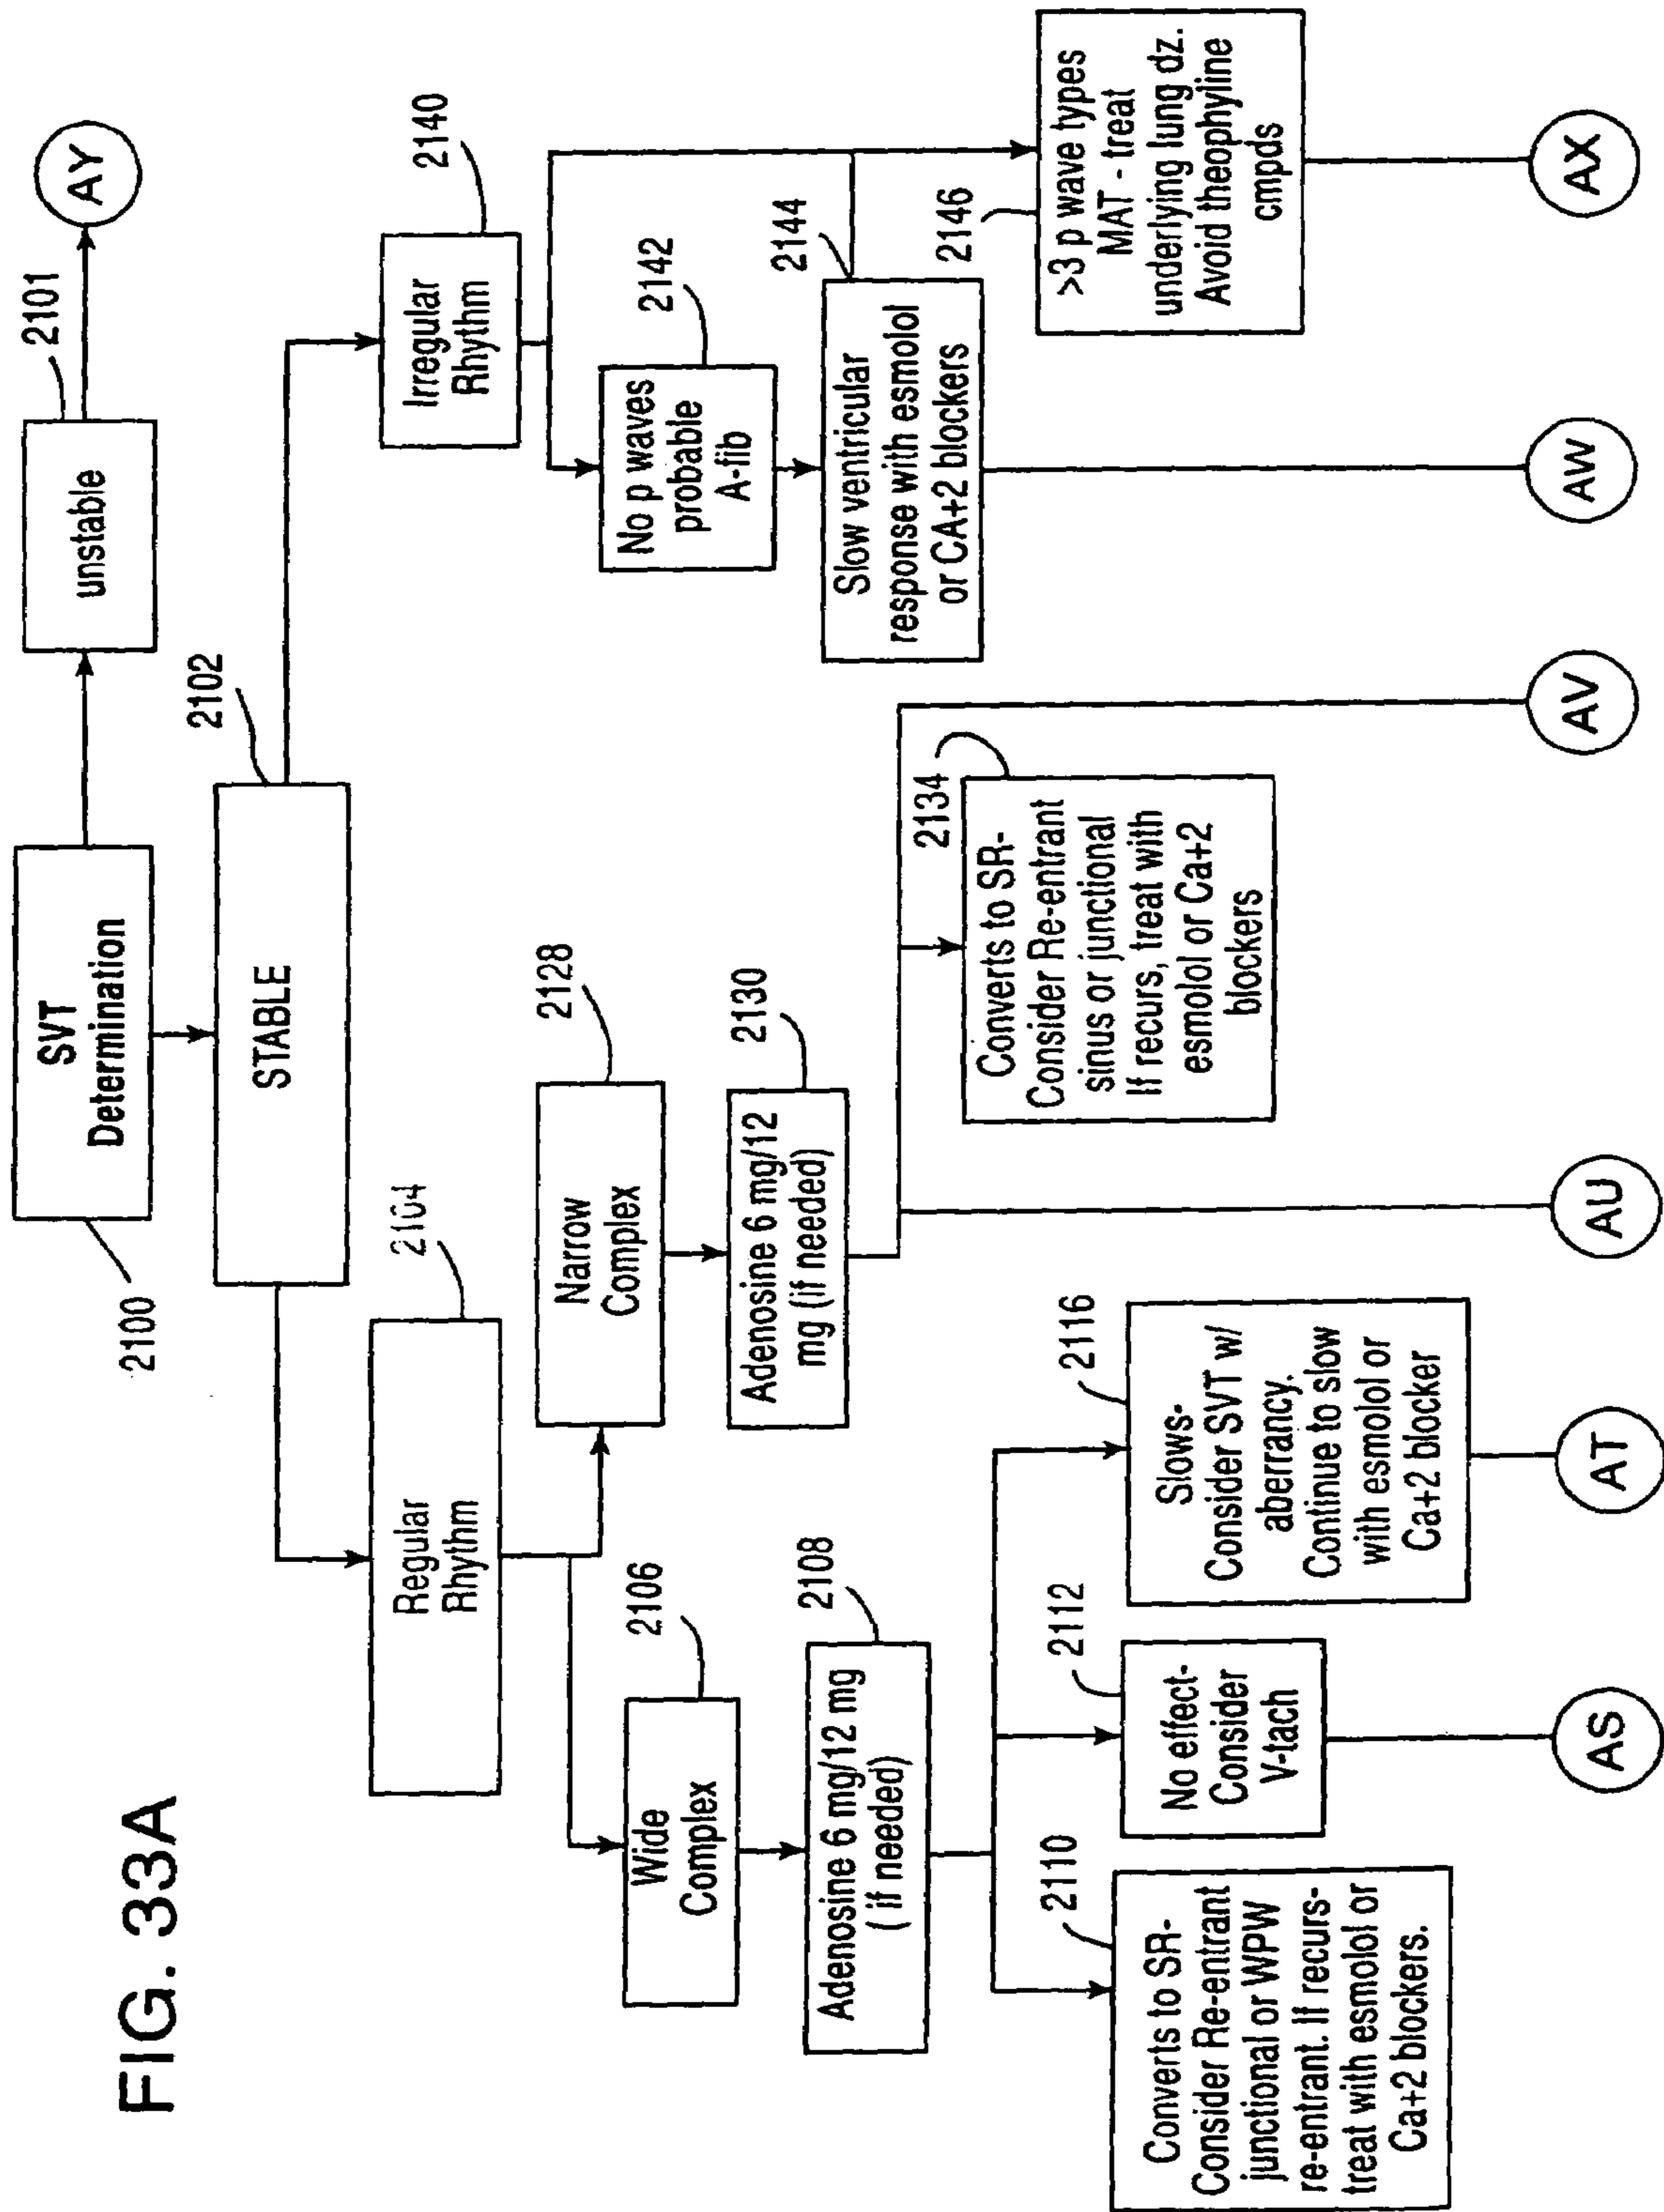 FIG. 33A
SVT
Determination
2100
unstable
2101
AY
STABLE
2102
Regular
Rhythm
2104
Irregular
Rhythm
2140
Wide
Complex
2106
Narrow
Complex
2128
No p waves
probable
A-fib
2142
Adenosine 6 mg/12 mg
( if needed)
2108
Adenosine 6 mg/12
mg (if needed)
2130
Slow ventricular
response with esmolol
or CA+2 blockers
2144
Converts to SR-
Consider Re-entrant
junctional or WPW
re-entrant. If recurs-
treat with esmolol or
Ca+2 blockers.
2110
No effect-
Consider
V-tach
2112
Slows-
Consider SVT w/
aberrancy.
Continue to slow
with esmolol or
Ca+2 blocker
2116
Converts to SR-
Consider Re-entrant
sinus or junctional
If recurs, treat with
esmolol or Ca+2
blockers
2134
>3 p wave types
MAT - treat
underlying lung dz.
Avoid theophyline
cmpds
2146
AS
AT
AU
AV
AW
AX